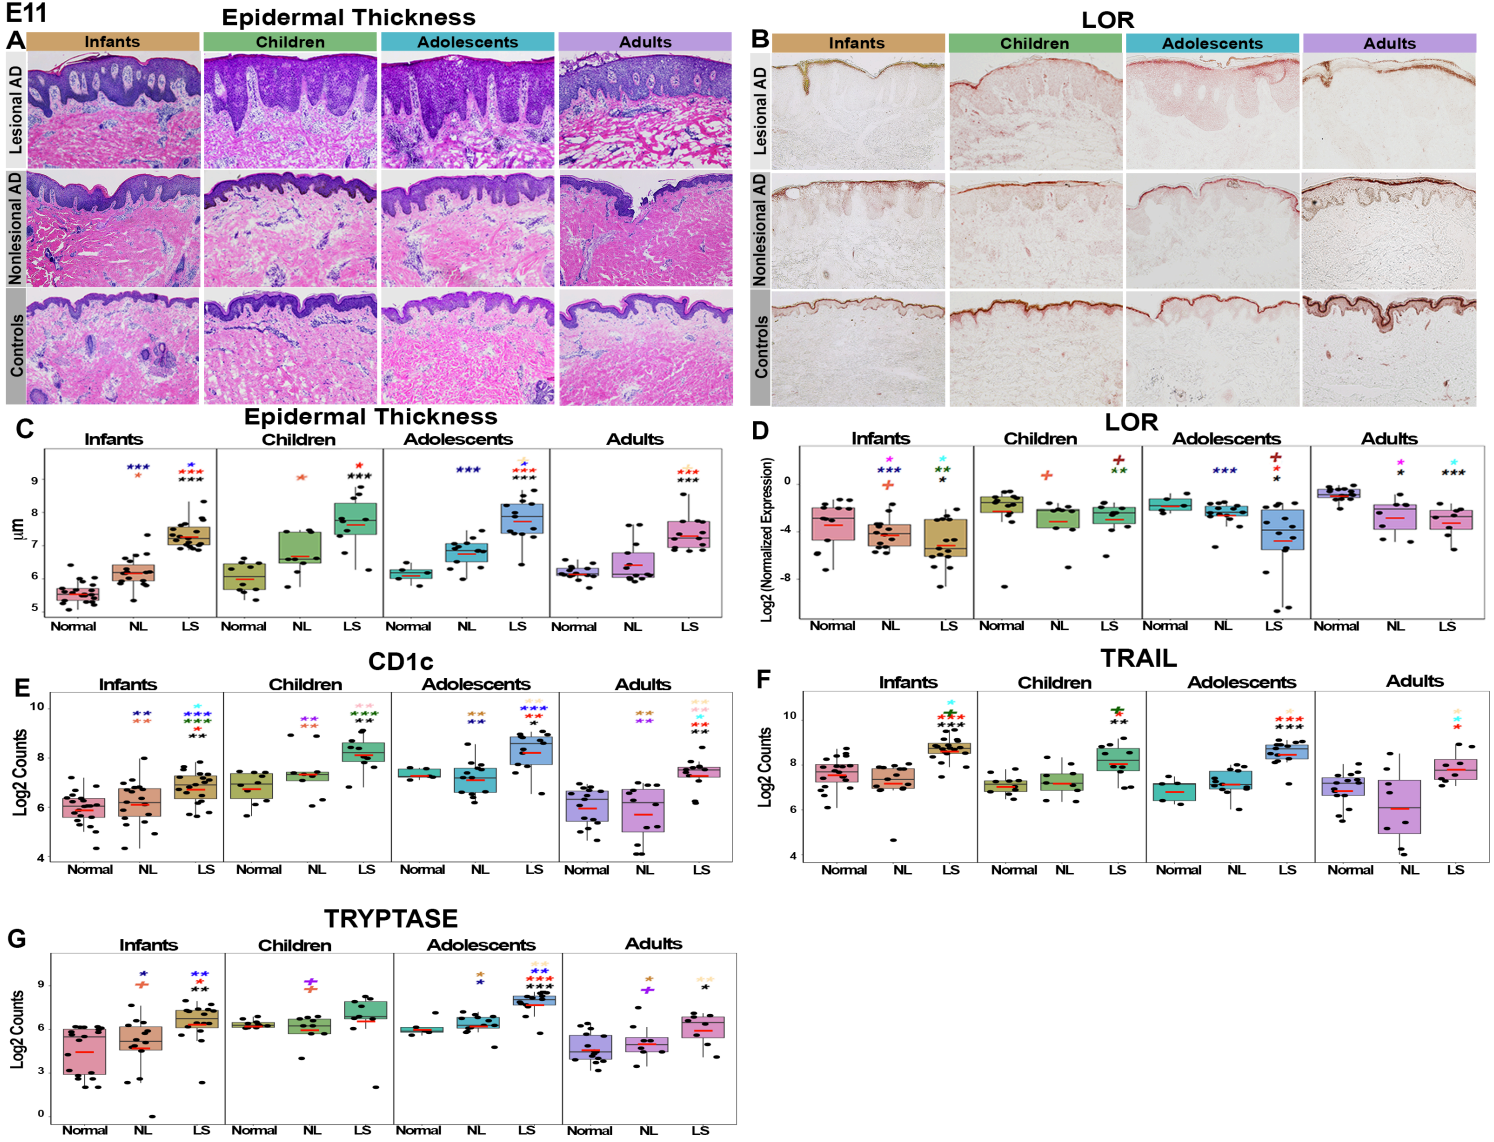 E11
Epidermal Thickness
A
Infants
Children
Adolescents
Adults
Lesional AD
Nonlesional AD
Controls
LOR
B
Infants
Children
Adolescents
Adults
Lesional AD
Nonlesional AD
Controls
Epidermal Thickness
C
Infants
Children
Adolescents
Adults
*** * * *** *** * * *** *** * * *** *** * *** ***
μm
9
8
7
6
5
Normal NL LS Normal NL LS Normal NL LS Normal NL LS
LOR
D
Infants
Children
Adolescents
Adults
* *** + * ** * + + ** *** + * * * * * ***
Log2 (Normalized Expression)
0
-4
-8
Normal NL LS Normal NL LS Normal NL LS Normal NL LS
CD1c
E
Infants
Children
Adolescents
Adults
Log2 Counts
10
8
6
4
Normal NL LS Normal NL LS Normal NL LS Normal NL LS
TRAIL
F
Infants
Children
Adolescents
Adults
Log2 Counts
10
8
6
4
Normal NL LS Normal NL LS Normal NL LS Normal NL LS
TRYPTASE
G
Infants
Children
Adolescents
Adults
Log2 Counts
9
6
3
0
Normal NL LS Normal NL LS Normal NL LS Normal NL LS